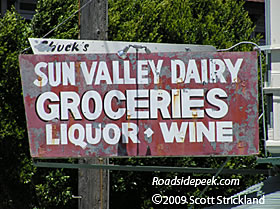 Chuck's
SUN VALLEY DAIRY
GROCERIES
LIQUOR • WINE
Roadsidepeek.com
©2009 Scott Strickland